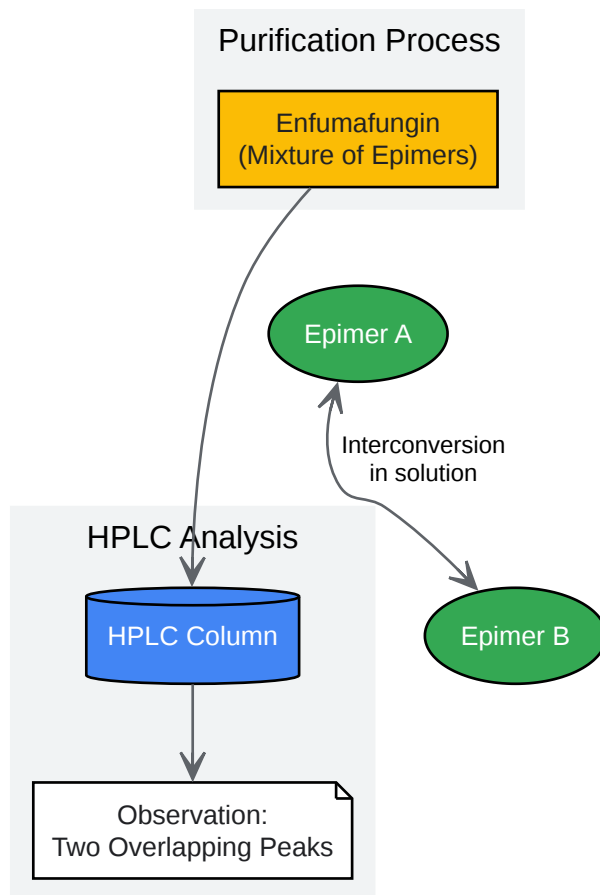 Purification Process
Enfumafungin
(Mixture of Epimers)
Epimer A
Interconversion
in solution
HPLC Analysis
HPLC Column
Epimer B
Observation:
Two Overlapping Peaks